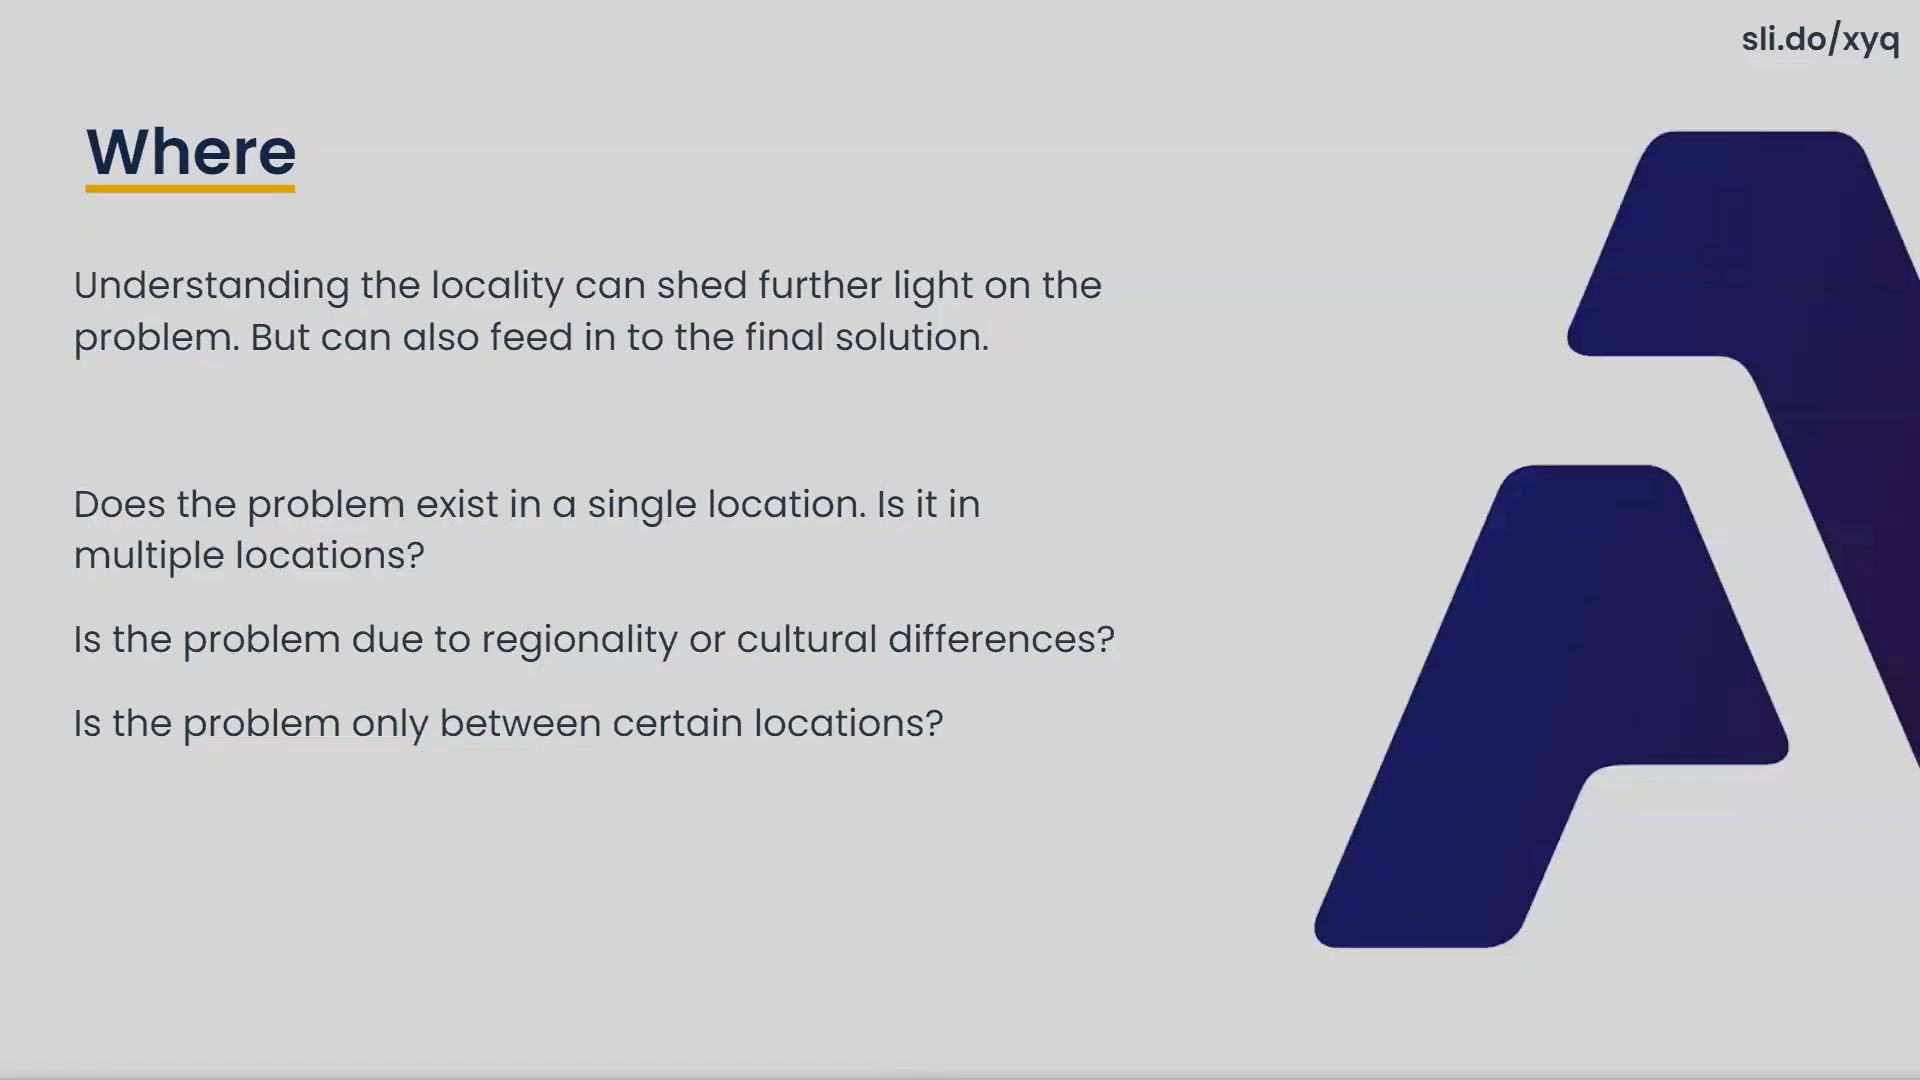 sli.do/xyq
Where
Understanding the locality can shed further light on the
problem. But can also feed in to the final solution.
Does the problem exist in a single location. Is it in
multiple locations?
Is the problem due to regionality or cultural differences?
Is the problem only between certain locations?